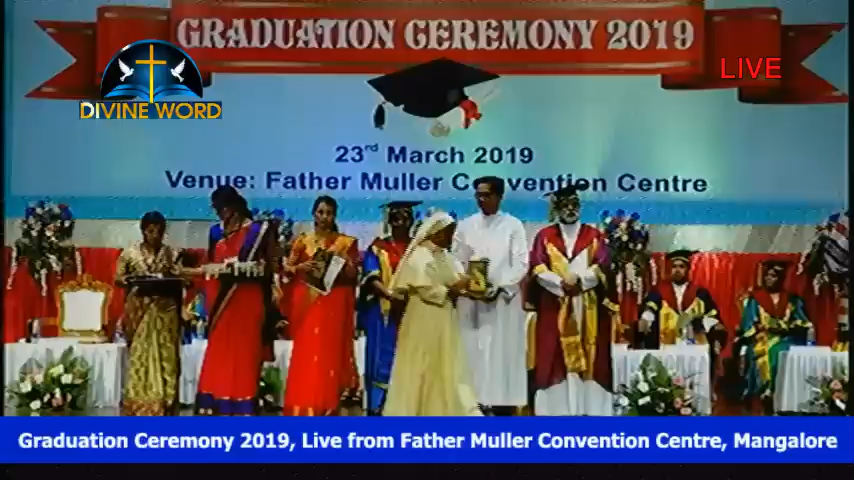 GRADUATION CEREMONY 2019
LIVE
DIVINE WORD
23rd March 2019
Venue: Father Muller Convention Centre
Graduation Ceremony 2019, Live from Father Muller Convention Centre, Mangalore